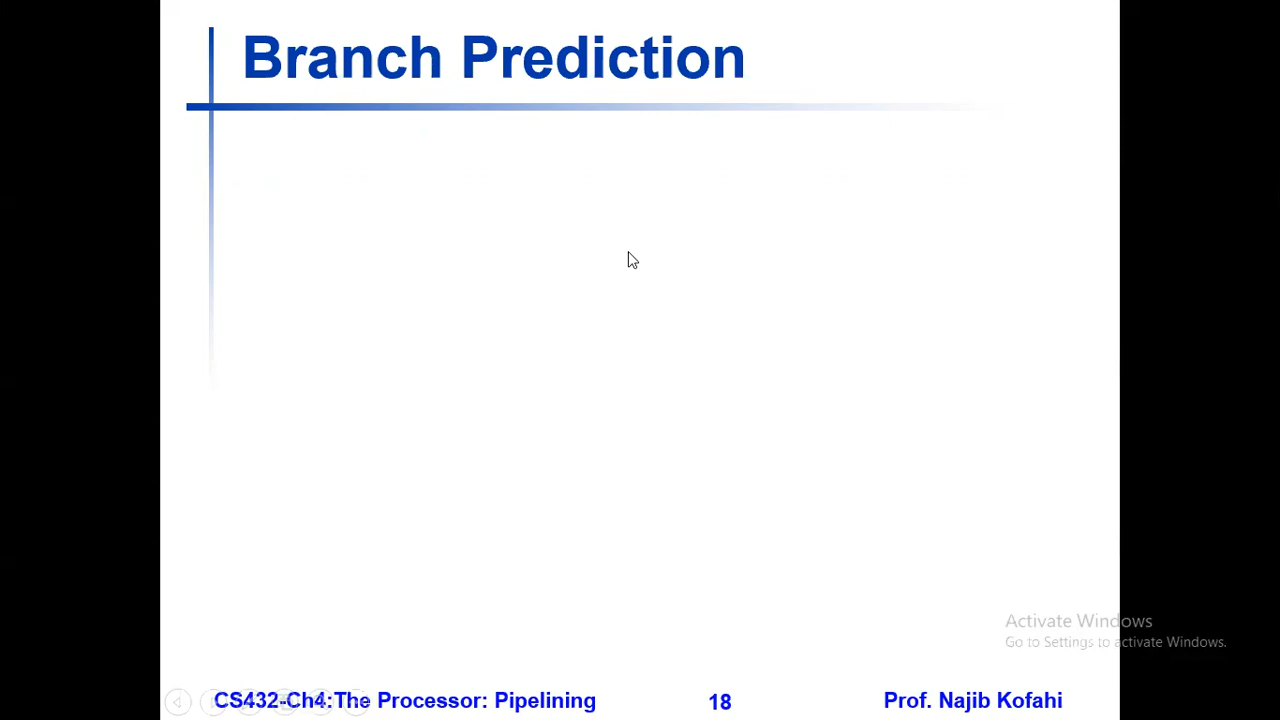 Branch Prediction
Activate Windows
Go to Settings to activate Windows.
CS432-Ch4:The Processor: Pipelining
18
Prof. Najib Kofahi